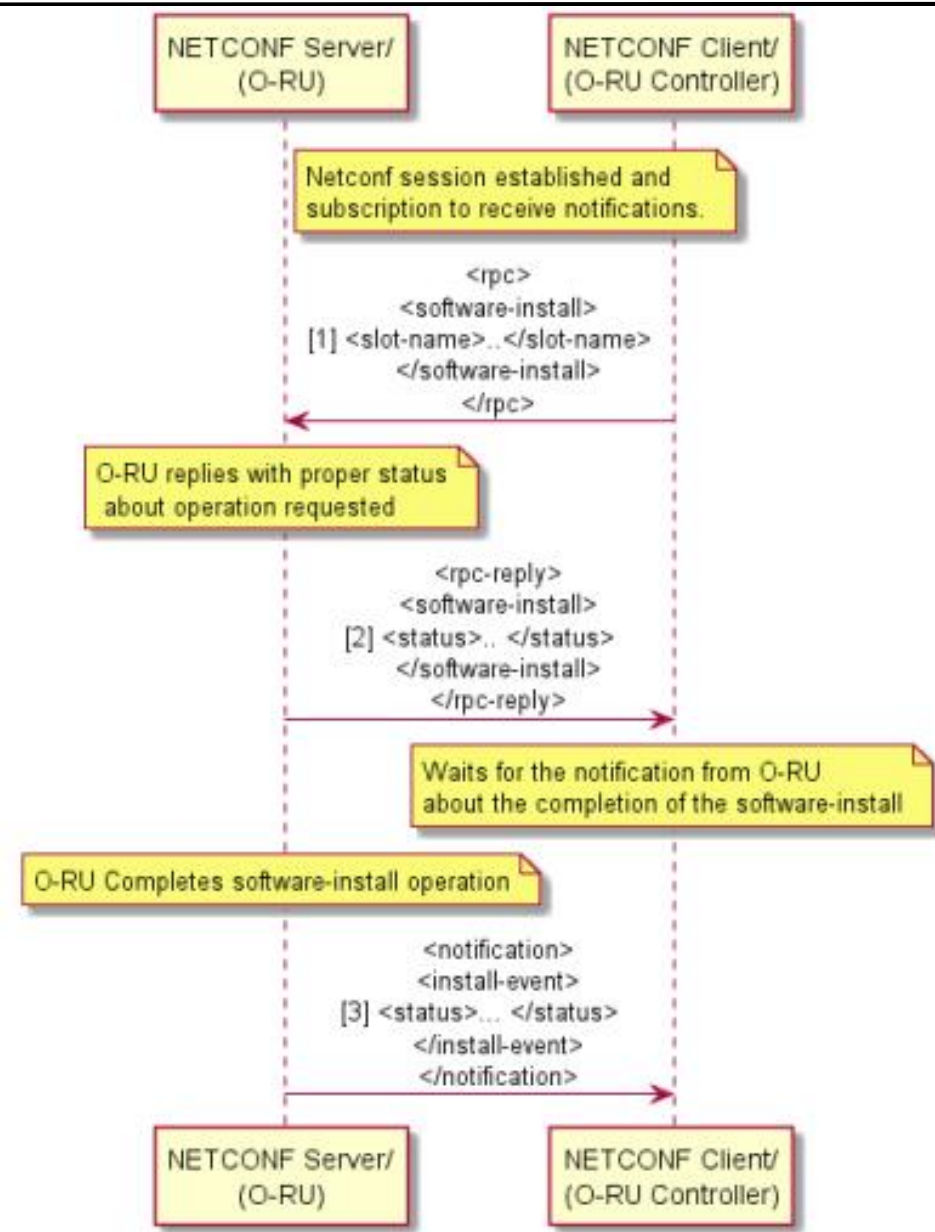 NETCONF Server/
(O-RU)
NETCONF Client/
(O-RU Controller)
Netconf session established and
subscription to receive notifications.
<rpc>
<software-install>
[1] <slot-name>..</slot-name>
</software-install>
</rpc>
O-RU replies with proper status
about operation requested
<rpc-reply>
<software-install>
[2] <status>.. </status>
</software-install>
</rpc-reply>
Waits for the notification from O-RU
about the completion of the software-install
O-RU Completes software-install operation
<notification>
<install-event>
[3] <status>... </status>
</install-event>
</notification>
NETCONF Server/
(O-RU)
NETCONF Client/
(O-RU Controller)